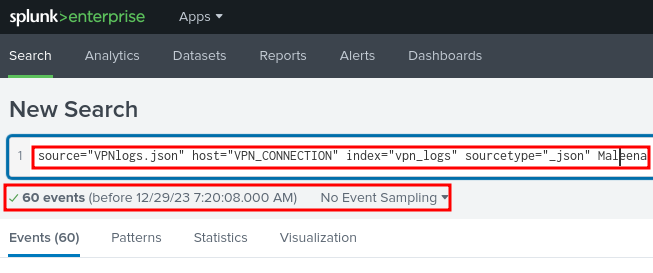 splunk>enterprise Apps ▾
Search Analytics Datasets Reports Alerts Dashboards
New Search
1 source="VPNlogs.json" host="VPN_CONNECTION" index="vpn_logs" sourcetype="_json" Maleena
✓ 60 events (before 12/29/23 7:20:08.000 AM) No Event Sampling ▾
Events (60) Patterns Statistics Visualization